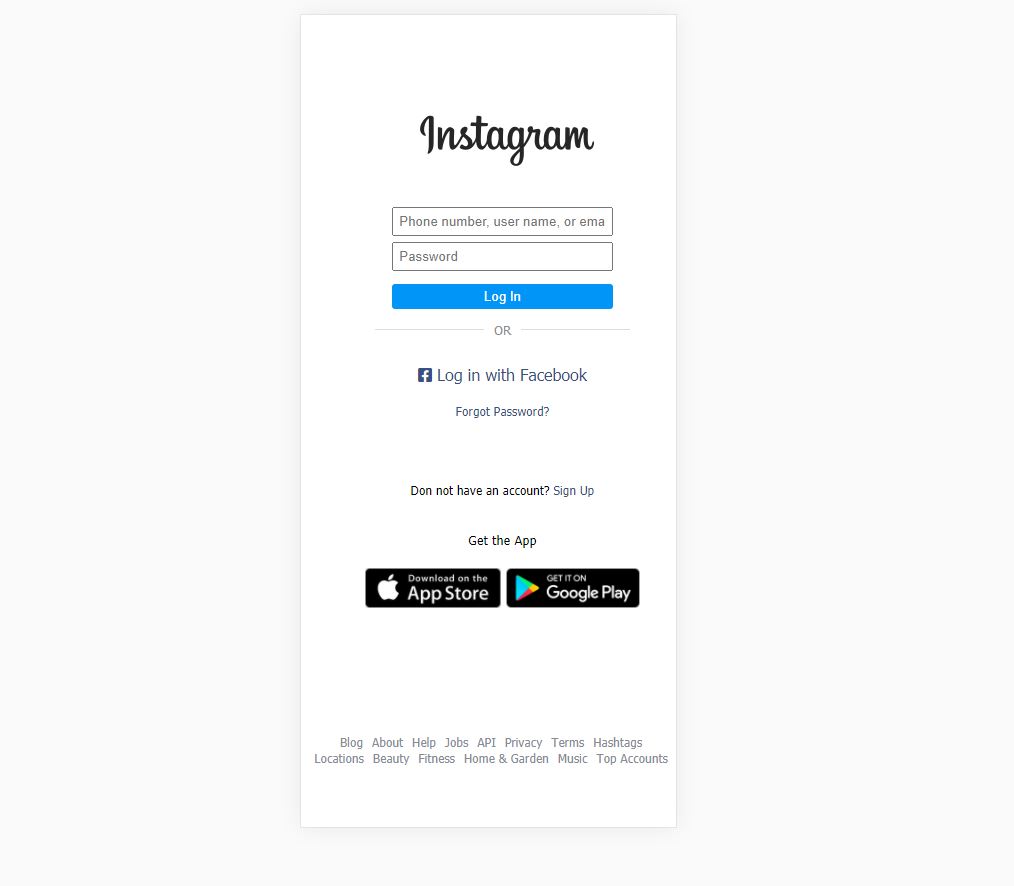 Instagram
Phone number, user name, or ema
Password
Log In
OR
Log in with Facebook
Forgot Password?
Don not have an account? Sign Up
Get the App
Download on the
App Store
GET IT ON
Google Play
Blog About Help Jobs API Privacy Terms Hashtags
Locations Beauty Fitness Home & Garden Music Top Accounts